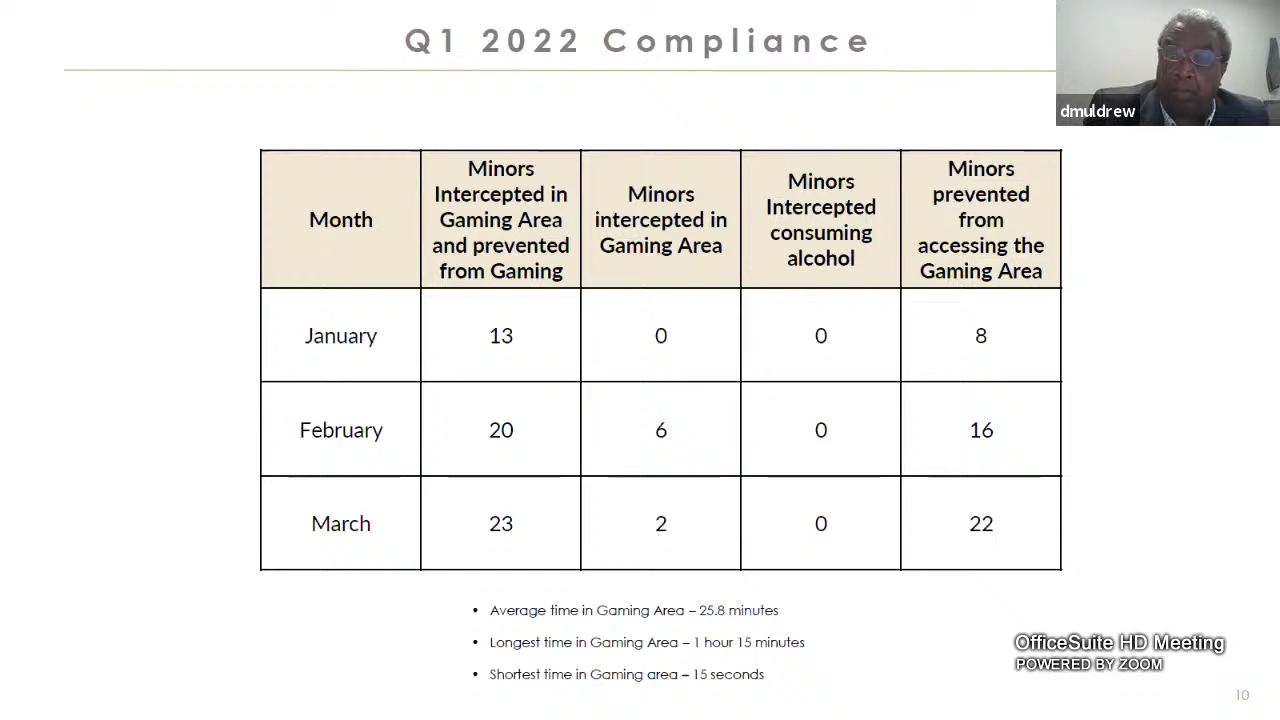 Q1 2022 Compliance
dmuldrew
Month
Minors
Intercepted in
Gaming Area
and prevented
from Gaming
Minors
intercepted in
Gaming Area
Minors
Intercepted
consuming
alcohol
Minors
prevented
from
accessing the
Gaming Area
January 13 0 0 8
February 20 6 0 16
March 23 2 0 22
• Average time in Gaming Area – 25.8 minutes
• Longest time in Gaming Area – 1 hour 15 minutes
• Shortest time in Gaming area – 15 seconds
OfficeSuite HD Meeting
POWERED BY ZOOM
10